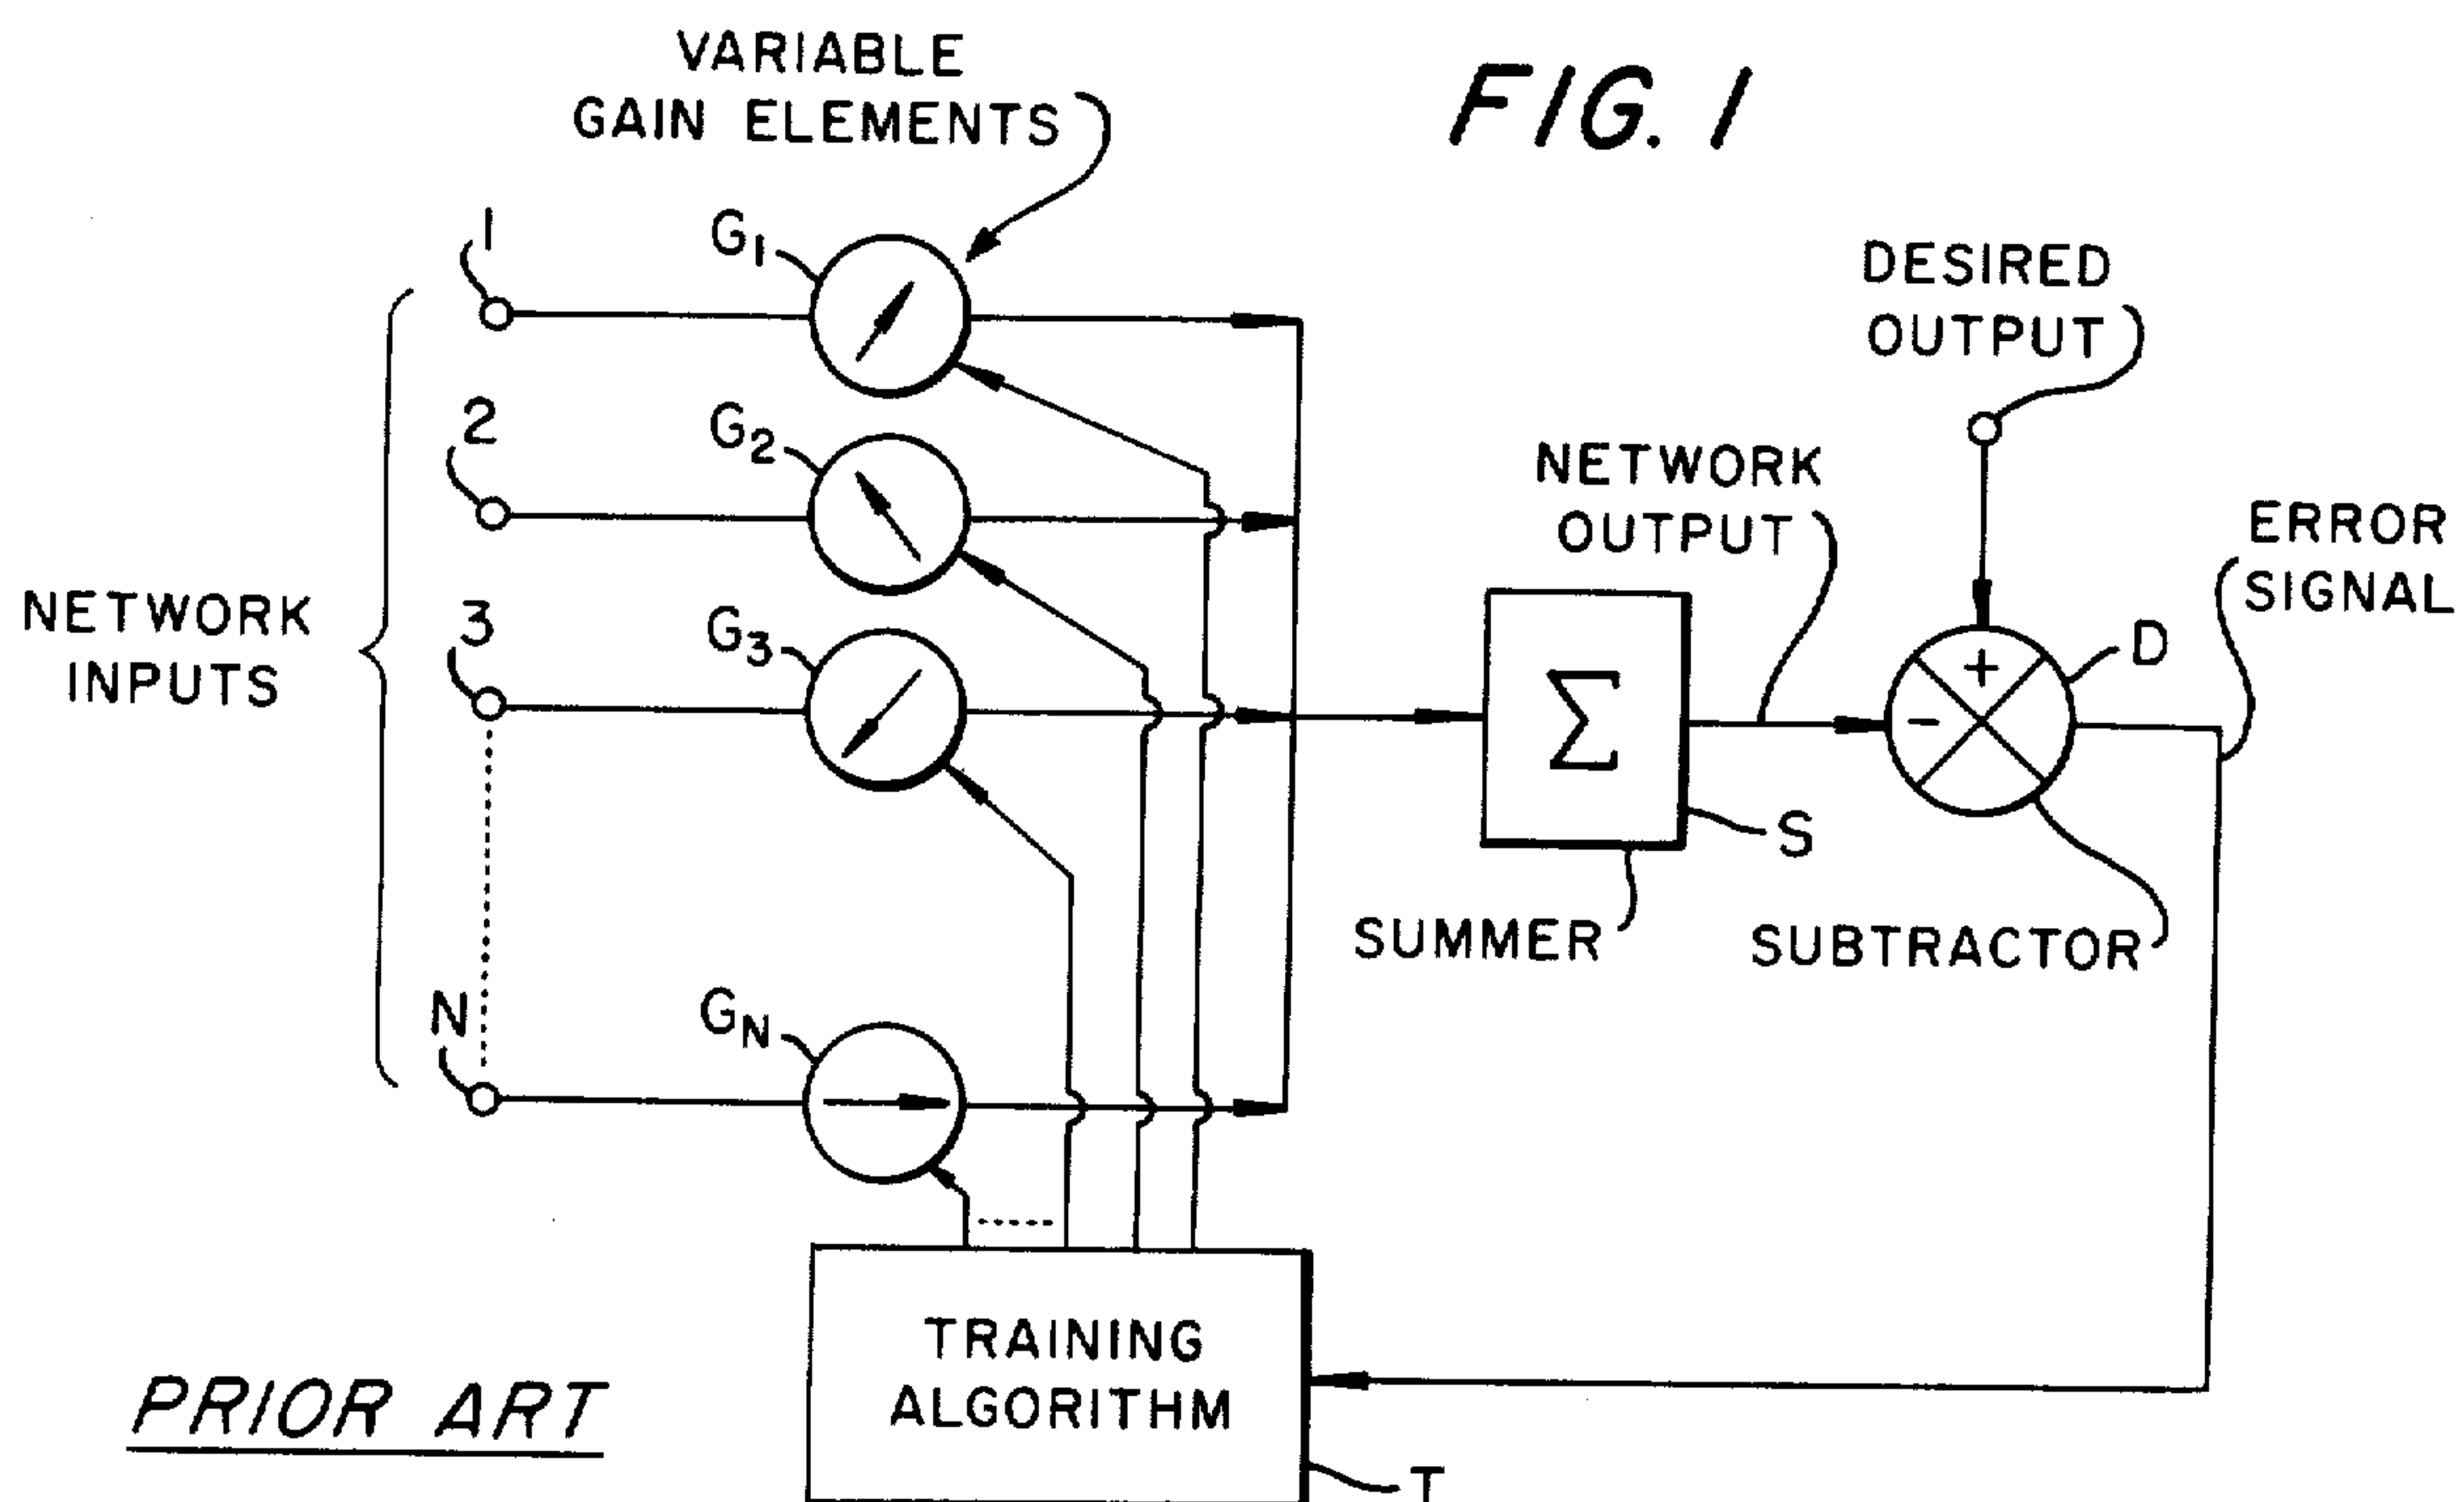 VARIABLE
GAIN ELEMENTS
FIG. 1
1
G1
DESIRED
OUTPUT
2
G2
NETWORK
OUTPUT
ERROR
SIGNAL
NETWORK
INPUTS
3
G3
+
−
D
Σ
S
SUMMER
SUBTRACTOR
N
GN
TRAINING
ALGORITHM
PRIOR ART
T